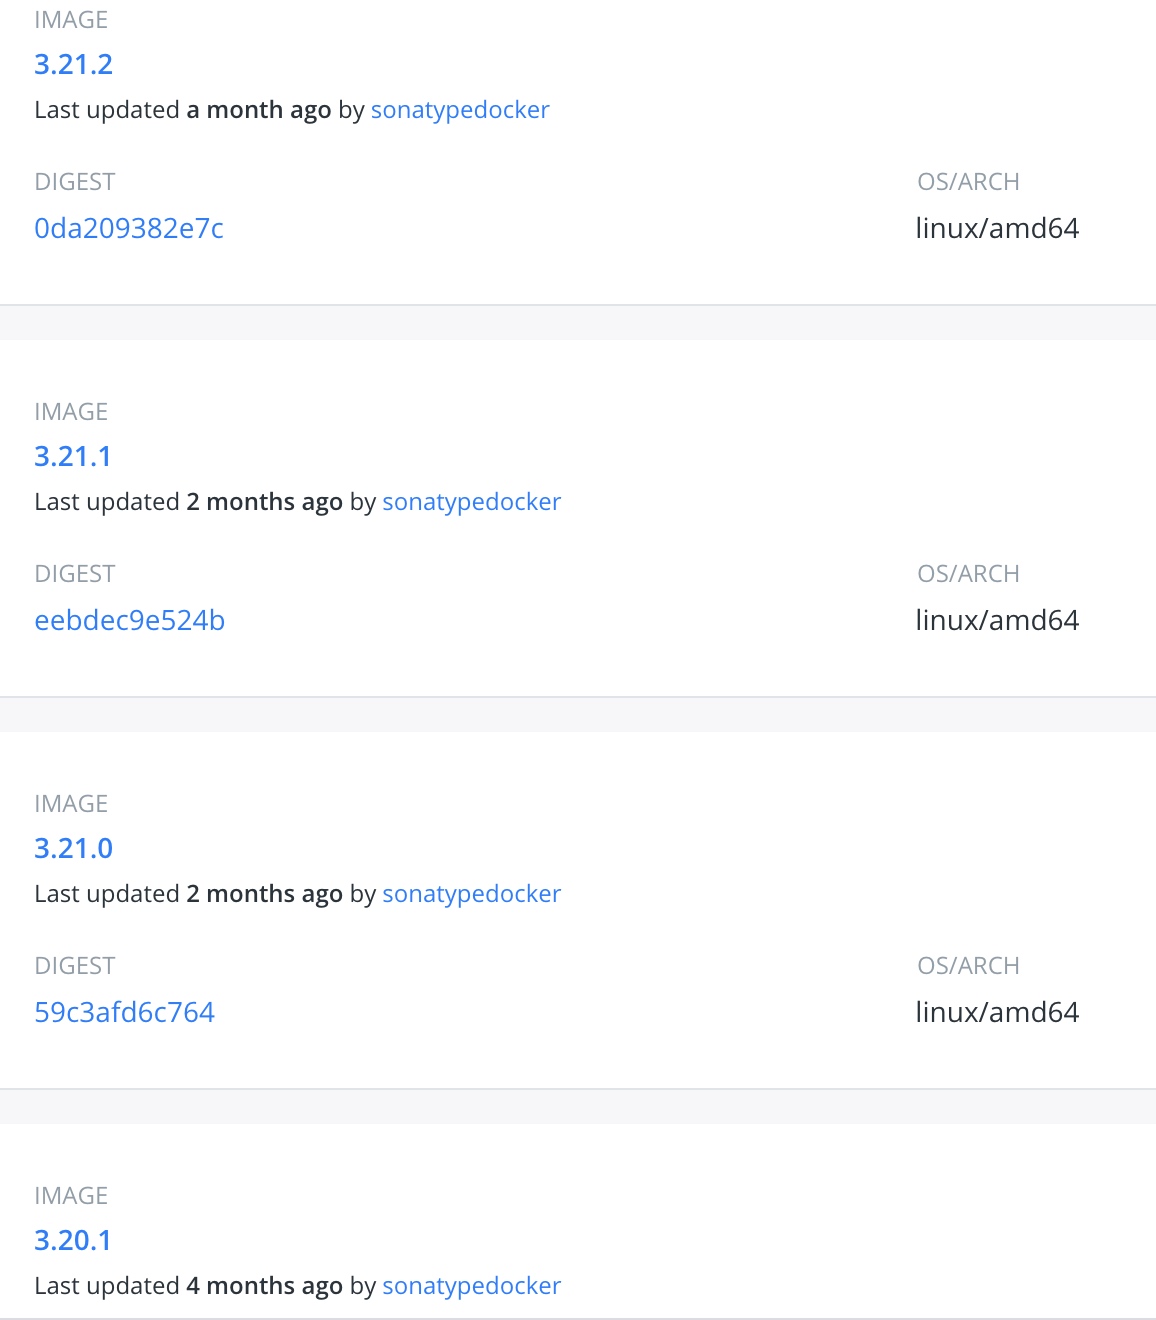 IMAGE
3.21.2
Last updated a month ago by sonatypedocker
DIGEST OS/ARCH
0da209382e7c linux/amd64
IMAGE
3.21.1
Last updated 2 months ago by sonatypedocker
DIGEST OS/ARCH
eebdec9e524b linux/amd64
IMAGE
3.21.0
Last updated 2 months ago by sonatypedocker
DIGEST OS/ARCH
59c3afd6c764 linux/amd64
IMAGE
3.20.1
Last updated 4 months ago by sonatypedocker